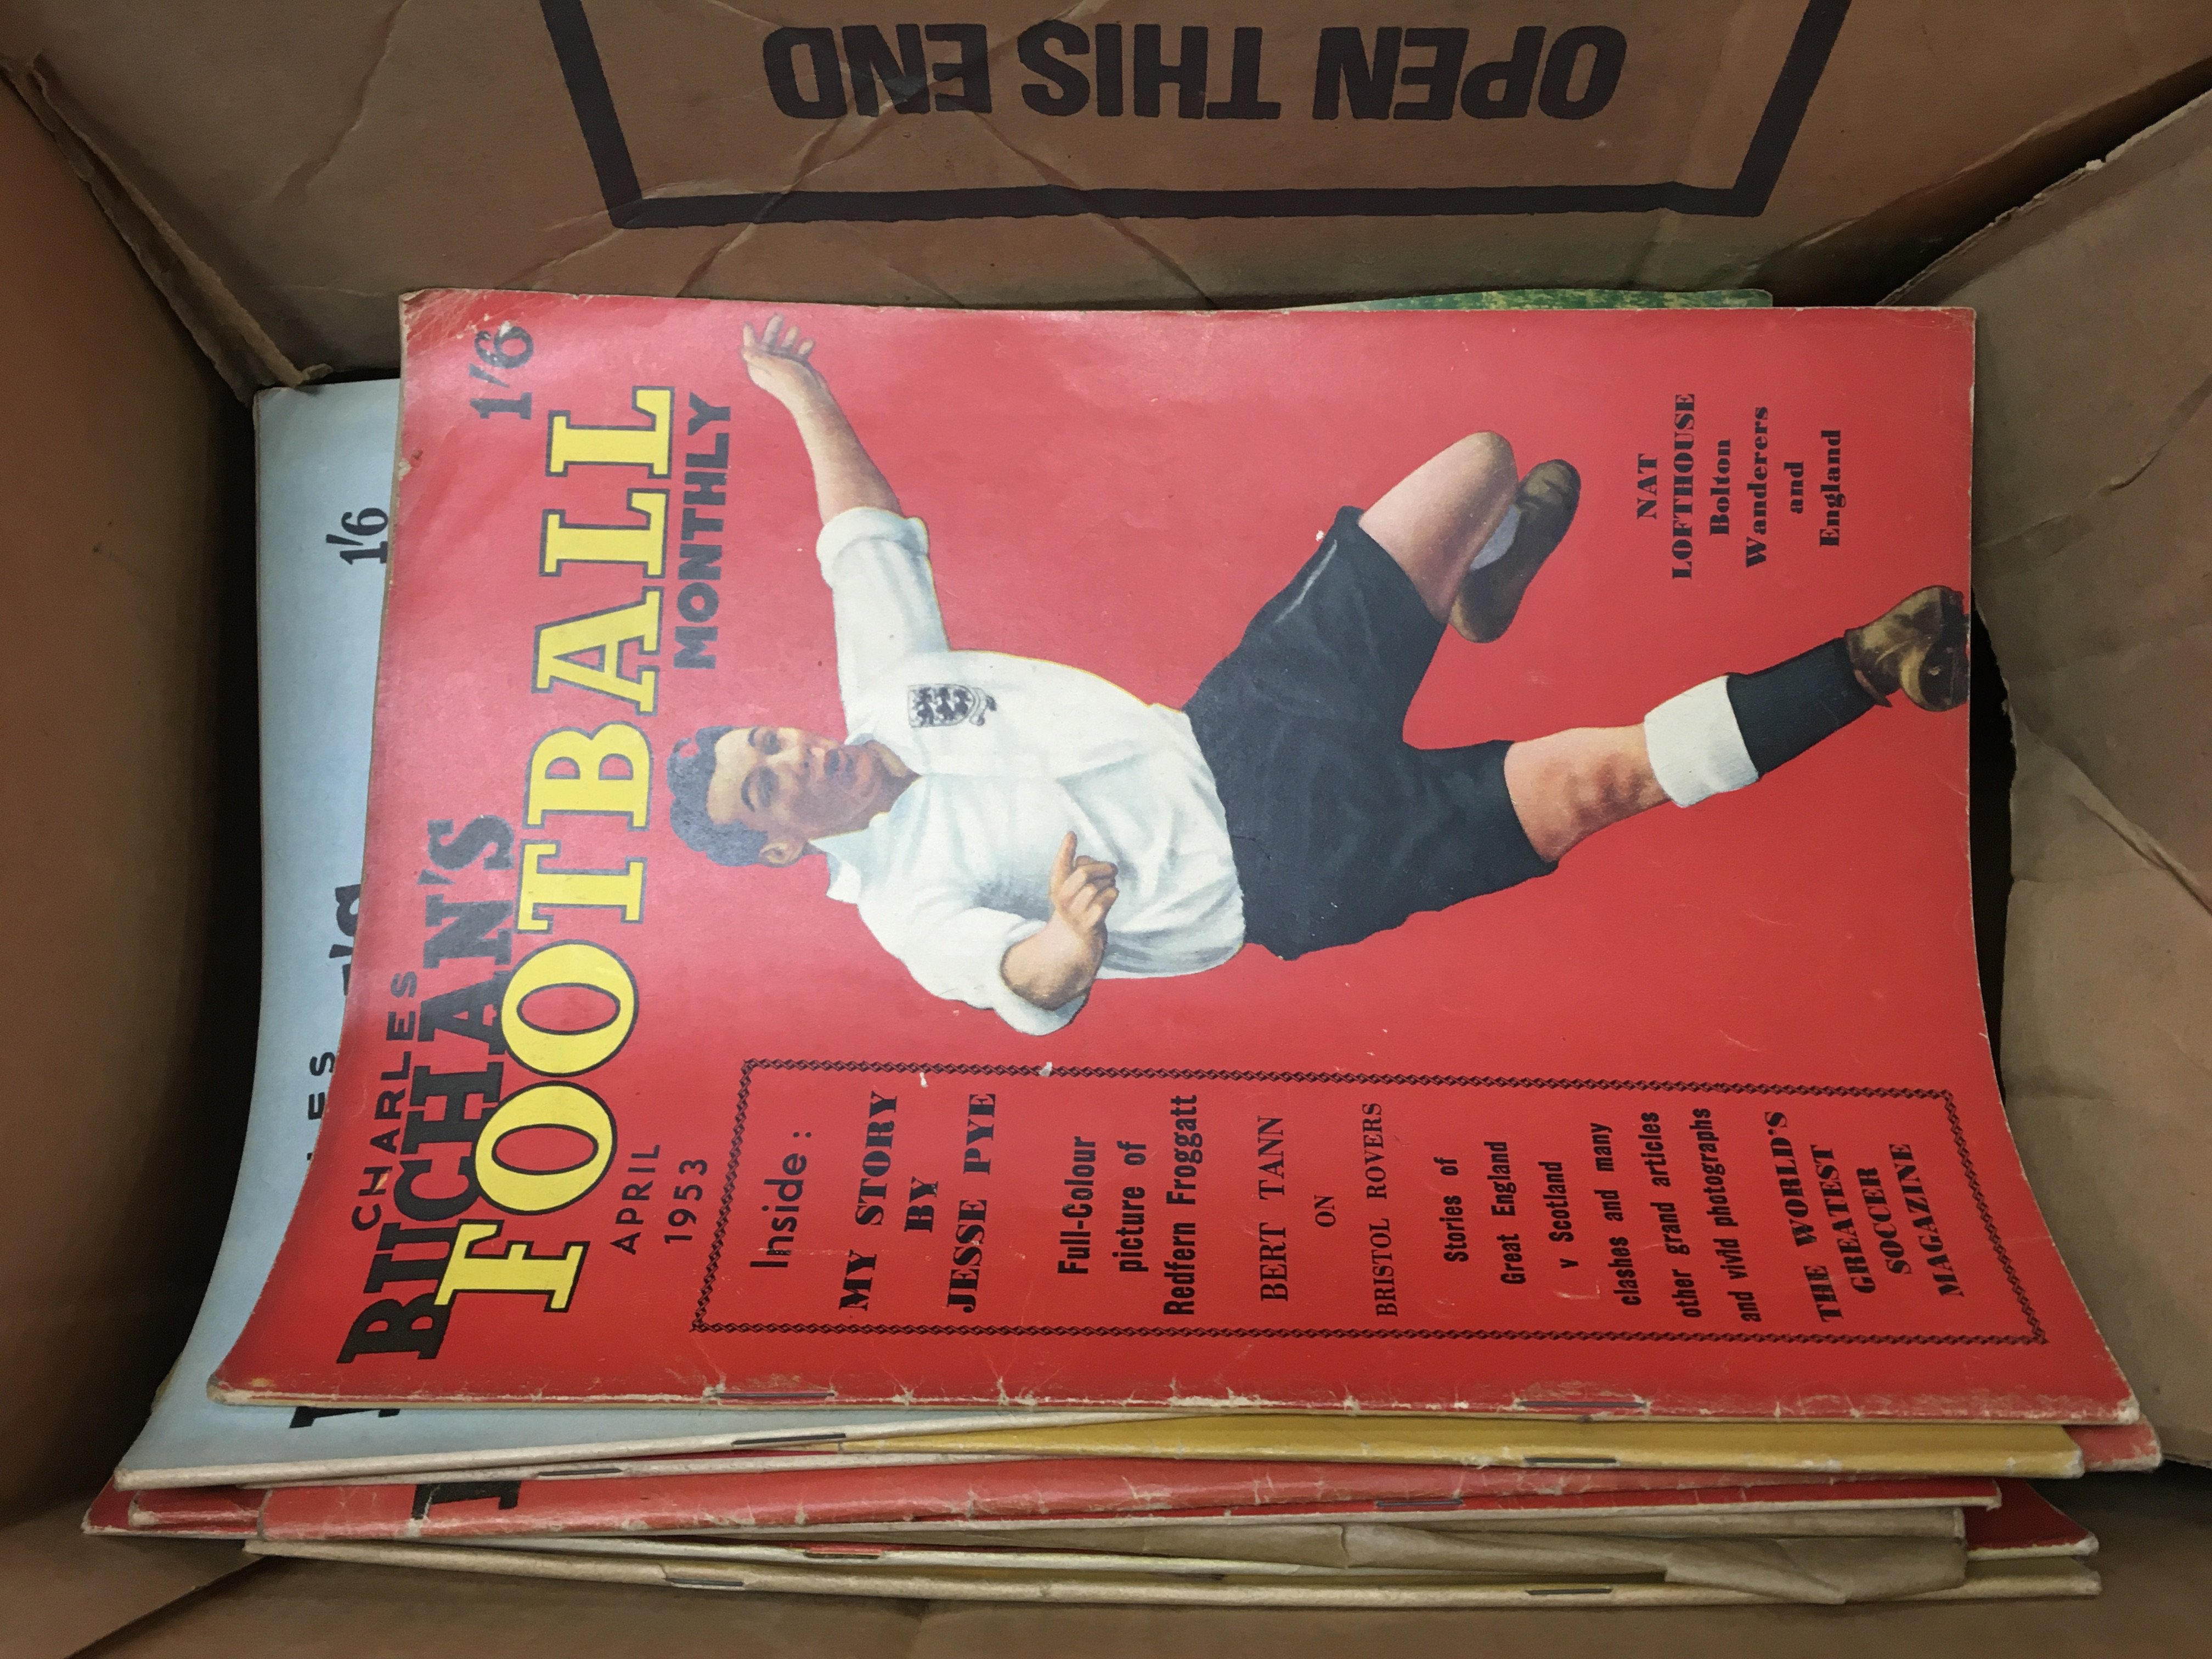 OPEN THIS END
1/6
CHARLES
BUCHAN'S
FOOTBALL
MONTHLY
APRIL
1953
Inside:
MY STORY
BY
JESSE PYE
Full-Colour
picture of
Redfern Froggatt
BERT TANN
ON
BRISTOL ROVERS
Stories of
Great England
v Scotland
clashes and many
other grand articles
and vivid photographs
THE WORLD'S
GREATEST
SOCCER
MAGAZINE
NAT
LOFTHOUSE
Bolton
Wanderers
and
England
1/6